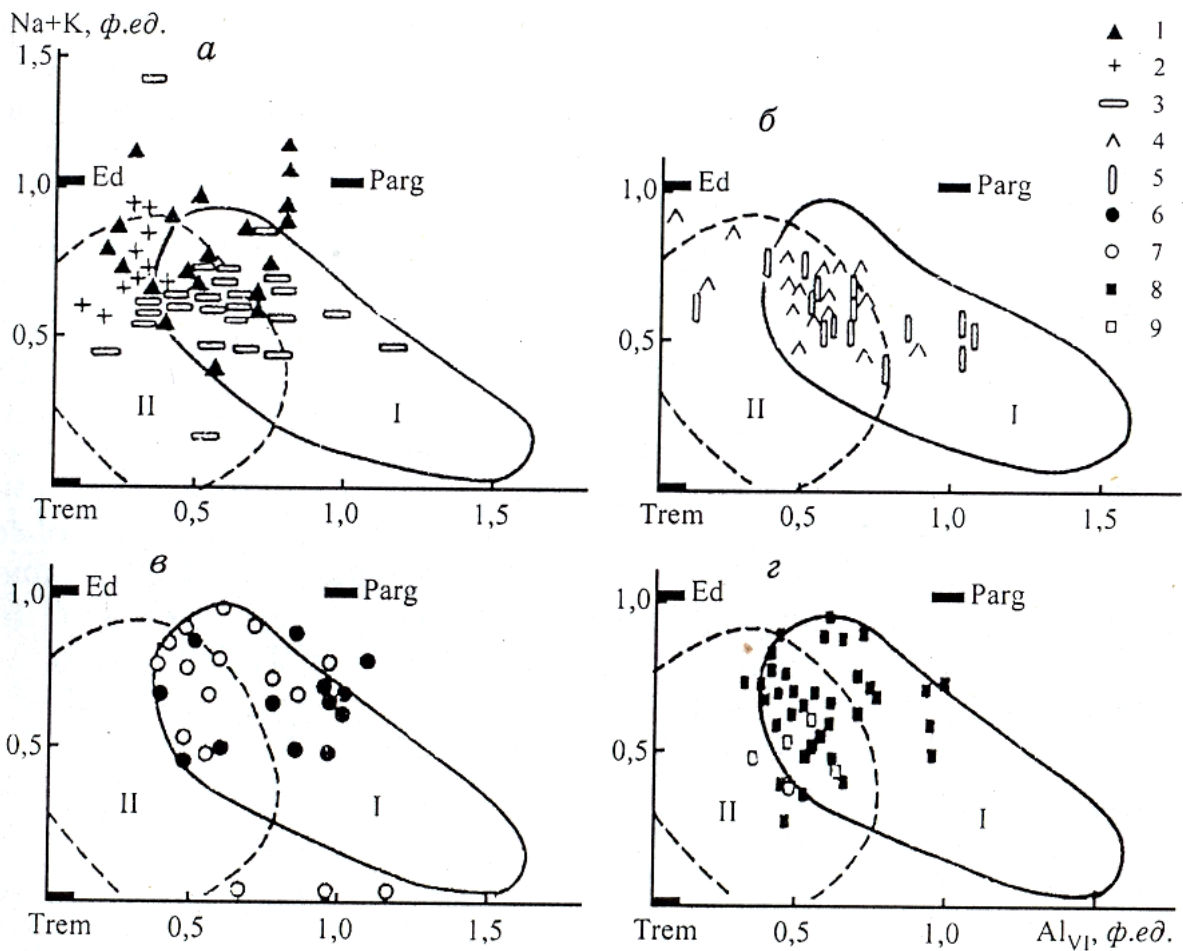 Na+K, ф.ед.
а
1,5
1,0
Ed
Parg
0,5
II
I
Trem
0,5
1,0
1,5
1
2
3
4
5
6
7
8
9
б
1,0
Ed
Parg
0,5
II
I
Trem
0,5
1,0
1,5
в
1,0
Ed
Parg
0,5
II
I
Trem
0,5
1,0
1,5
г
1,0
Ed
Parg
0,5
II
I
Trem
0,5
1,0
Al_VI, ф.ед.